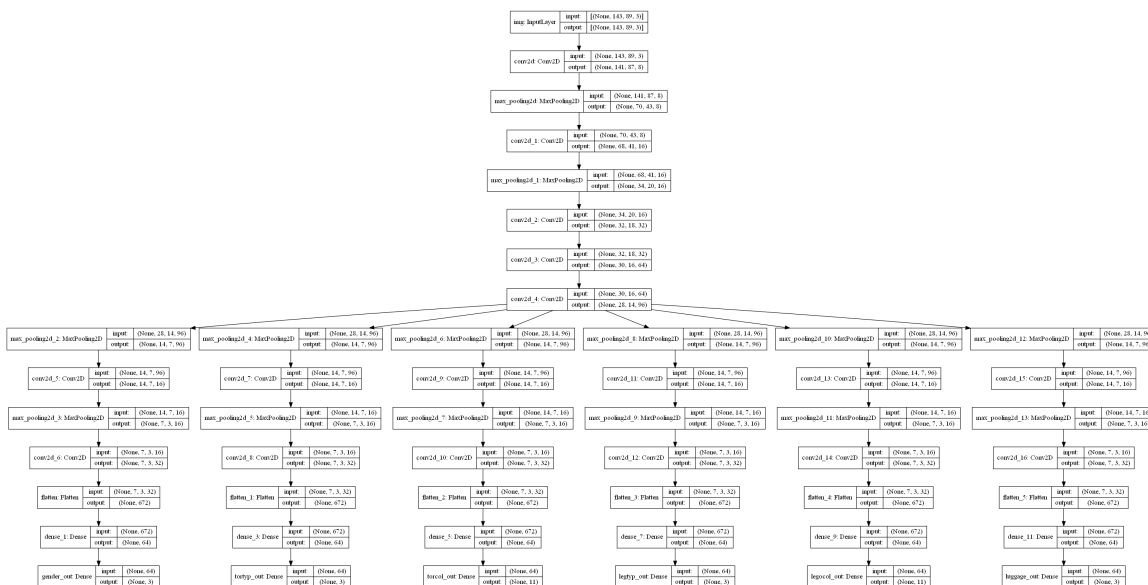 img: InputLayer input: [(None, 143, 89, 3)]
output: [(None, 143, 89, 3)]
conv2d: Conv2D input: (None, 143, 89, 3)
output: (None, 141, 87, 8)
max_pooling2d: MaxPooling2D input: (None, 141, 87, 8)
output: (None, 70, 43, 8)
conv2d_1: Conv2D input: (None, 70, 43, 8)
output: (None, 68, 41, 16)
max_pooling2d_1: MaxPooling2D input: (None, 68, 41, 16)
output: (None, 34, 20, 16)
conv2d_2: Conv2D input: (None, 34, 20, 16)
output: (None, 32, 18, 32)
conv2d_3: Conv2D input: (None, 32, 18, 32)
output: (None, 30, 16, 64)
conv2d_4: Conv2D input: (None, 30, 16, 64)
output: (None, 28, 14, 96)
max_pooling2d_2: MaxPooling2D input: (None, 28, 14, 96)
output: (None, 14, 7, 96)
max_pooling2d_4: MaxPooling2D input: (None, 28, 14, 96)
output: (None, 14, 7, 96)
max_pooling2d_6: MaxPooling2D input: (None, 28, 14, 96)
output: (None, 14, 7, 96)
max_pooling2d_8: MaxPooling2D input: (None, 28, 14, 96)
output: (None, 14, 7, 96)
max_pooling2d_10: MaxPooling2D input: (None, 28, 14, 96)
output: (None, 14, 7, 96)
max_pooling2d_12: MaxPooling2D input: (None, 28, 14, 96
output: (None, 14, 7, 96)
conv2d_5: Conv2D input: (None, 14, 7, 96)
output: (None, 14, 7, 16)
conv2d_7: Conv2D input: (None, 14, 7, 96)
output: (None, 14, 7, 16)
conv2d_9: Conv2D input: (None, 14, 7, 96)
output: (None, 14, 7, 16)
conv2d_11: Conv2D input: (None, 14, 7, 96)
output: (None, 14, 7, 16)
conv2d_13: Conv2D input: (None, 14, 7, 96)
output: (None, 14, 7, 16)
conv2d_15: Conv2D input: (None, 14, 7, 96)
output: (None, 14, 7, 16)
max_pooling2d_3: MaxPooling2D input: (None, 14, 7, 16)
output: (None, 7, 3, 16)
max_pooling2d_5: MaxPooling2D input: (None, 14, 7, 16)
output: (None, 7, 3, 16)
max_pooling2d_7: MaxPooling2D input: (None, 14, 7, 16)
output: (None, 7, 3, 16)
max_pooling2d_9: MaxPooling2D input: (None, 14, 7, 16)
output: (None, 7, 3, 16)
max_pooling2d_11: MaxPooling2D input: (None, 14, 7, 16)
output: (None, 7, 3, 16)
max_pooling2d_13: MaxPooling2D input: (None, 14, 7, 16)
output: (None, 7, 3, 16)
conv2d_6: Conv2D input: (None, 7, 3, 16)
output: (None, 7, 3, 32)
conv2d_8: Conv2D input: (None, 7, 3, 16)
output: (None, 7, 3, 32)
conv2d_10: Conv2D input: (None, 7, 3, 16)
output: (None, 7, 3, 32)
conv2d_12: Conv2D input: (None, 7, 3, 16)
output: (None, 7, 3, 32)
conv2d_14: Conv2D input: (None, 7, 3, 16)
output: (None, 7, 3, 32)
conv2d_16: Conv2D input: (None, 7, 3, 16)
output: (None, 7, 3, 32)
flatten: Flatten input: (None, 7, 3, 32)
output: (None, 672)
flatten_1: Flatten input: (None, 7, 3, 32)
output: (None, 672)
flatten_2: Flatten input: (None, 7, 3, 32)
output: (None, 672)
flatten_3: Flatten input: (None, 7, 3, 32)
output: (None, 672)
flatten_4: Flatten input: (None, 7, 3, 32)
output: (None, 672)
flatten_5: Flatten input: (None, 7, 3, 32)
output: (None, 672)
dense_1: Dense input: (None, 672)
output: (None, 64)
dense_3: Dense input: (None, 672)
output: (None, 64)
dense_5: Dense input: (None, 672)
output: (None, 64)
dense_7: Dense input: (None, 672)
output: (None, 64)
dense_9: Dense input: (None, 672)
output: (None, 64)
dense_11: Dense input: (None, 672)
output: (None, 64)
gender_out: Dense input: (None, 64)
output: (None, 3)
tortyp_out: Dense input: (None, 64)
output: (None, 3)
torcol_out: Dense input: (None, 64)
output: (None, 11)
legtyp_out: Dense input: (None, 64)
output: (None, 3)
legocol_out: Dense input: (None, 64)
output: (None, 11)
luggage_out: Dense input: (None, 64)
output: (None, 3)